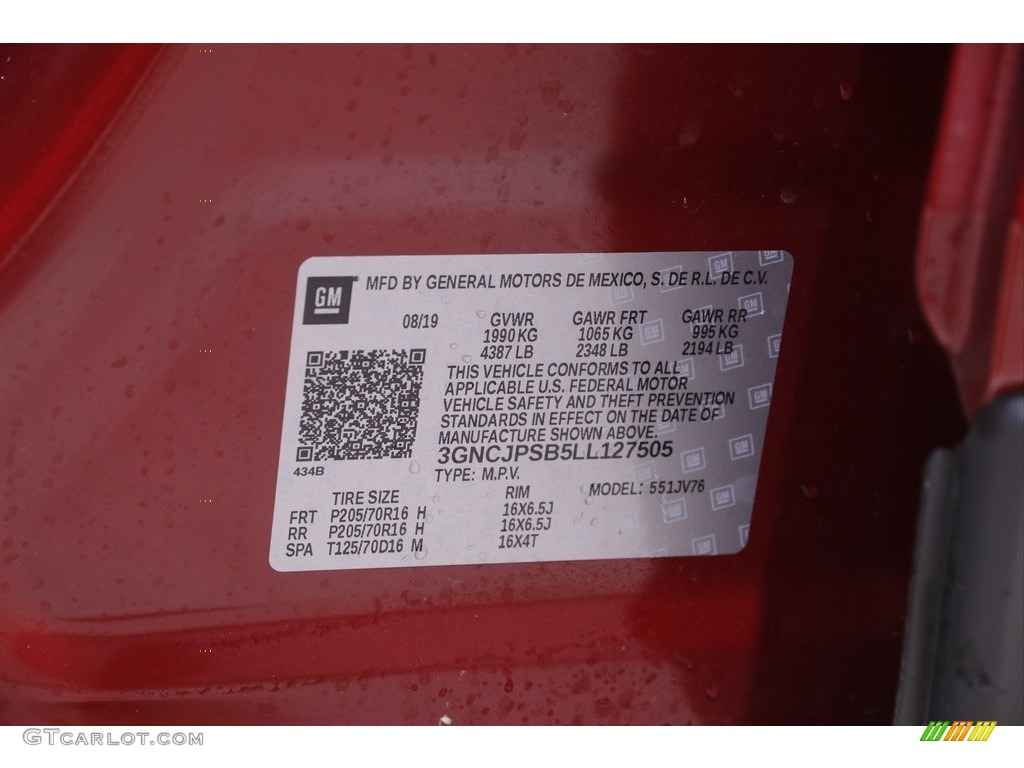 GM
MFD BY GENERAL MOTORS DE MEXICO, S. DE R.L. DE C.V.
08/19 GVWR GAWR FRT GAWR RR
1990 KG 1065 KG 995 KG
4387 LB 2348 LB 2194 LB
THIS VEHICLE CONFORMS TO ALL
APPLICABLE U.S. FEDERAL MOTOR
VEHICLE SAFETY AND THEFT PREVENTION
STANDARDS IN EFFECT ON THE DATE OF
MANUFACTURE SHOWN ABOVE.
3GNCJPSB5LL127505
434B TYPE: M.P.V.
TIRE SIZE RIM MODEL: 551JV76
FRT P205/70R16 H 16X6.5J
RR P205/70R16 H 16X6.5J
SPA T125/70D16 M 16X4T
GTcarlot.com